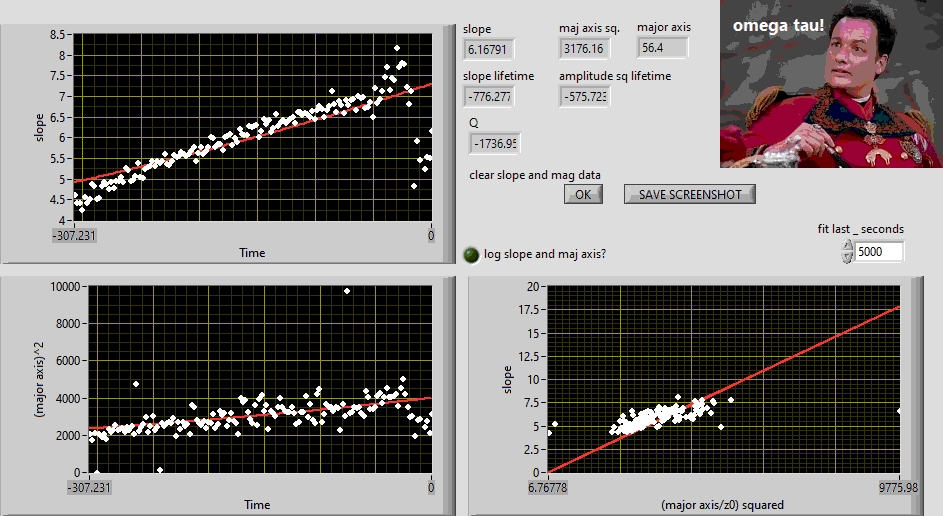 omega tau!
slope
maj axis sq.
major axis
6.16791
3176.16
56.4
slope lifetime
amplitude sq lifetime
-776.277
-575.723
Q
-1736.95
clear slope and mag data
OK
SAVE SCREENSHOT
fit last _ seconds
5000
log slope and maj axis?
8.5
8
7.5
7
6.5
6
5.5
5
4.5
4
slope
-307.231
0
Time
10000
8000
6000
4000
2000
0
(major axis)^2
-307.231
0
Time
20
17.5
15
12.5
10
7.5
5
2.5
0
slope
6.76778
9775.98
(major axis/z0) squared